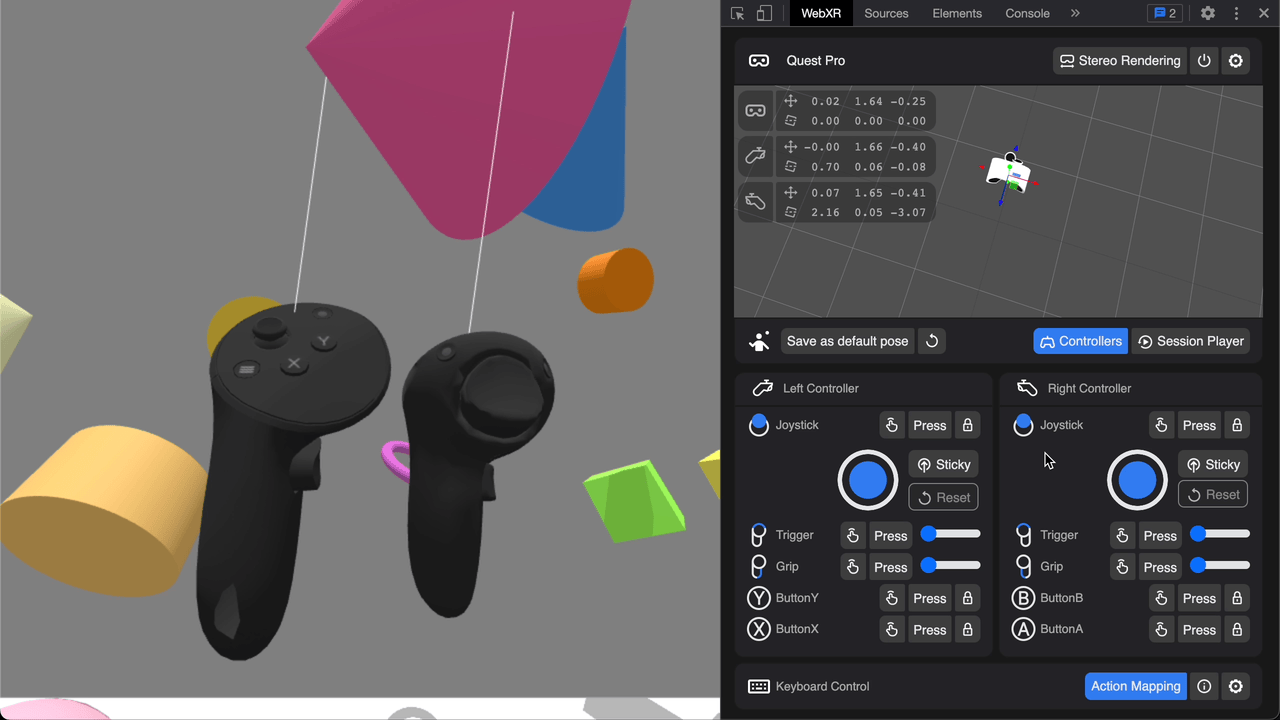 WebXR Sources Elements Console 2
Quest Pro Stereo Rendering
0.02 1.64 -0.25
0.00 0.00 0.00
-0.00 1.66 -0.40
0.70 0.06 -0.08
0.07 1.65 -0.41
2.16 0.05 -3.07
Save as default pose Controllers Session Player
Left Controller
Joystick Press
Sticky
Reset
Trigger Press
Grip Press
Y ButtonY Press
X ButtonX Press
Right Controller
Joystick Press
Sticky
Reset
Trigger Press
Grip Press
B ButtonB Press
A ButtonA Press
Keyboard Control Action Mapping
Y
X